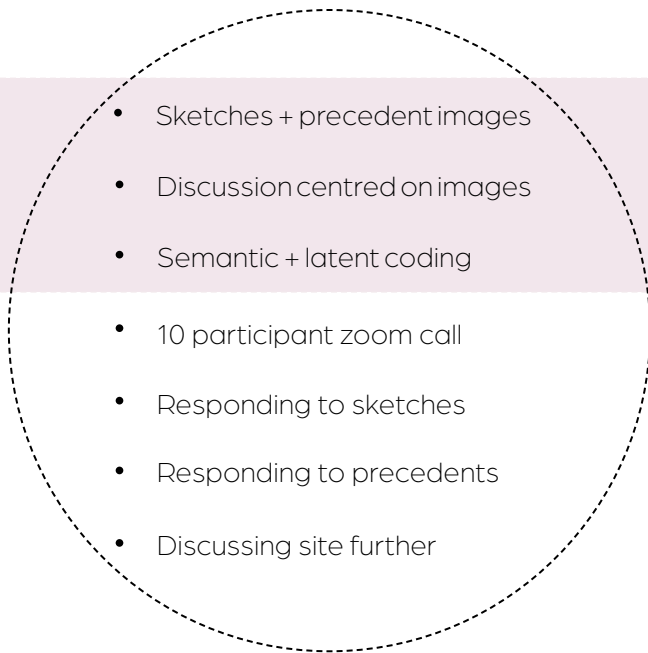 • Sketches + precedent images
• Discussion centred on images
• Semantic + latent coding
• 10 participant zoom call
• Responding to sketches
• Responding to precedents
• Discussing site further